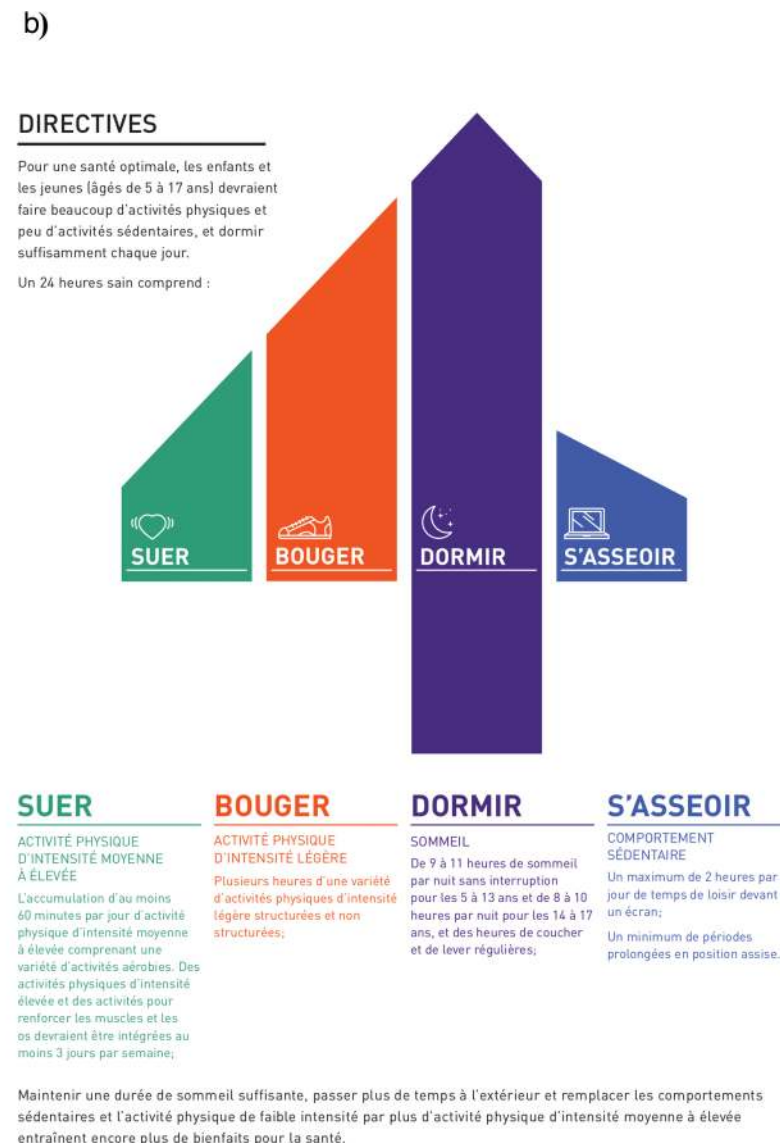 b)
DIRECTIVES
Pour une santé optimale, les enfants et
les jeunes (âgés de 5 à 17 ans) devraient
faire beaucoup d'activités physiques et
peu d'activités sédentaires, et dormir
suffisamment chaque jour.
Un 24 heures sain comprend :
SUER
BOUGER
DORMIR
S'ASSEOIR
SUER
ACTIVITÉ PHYSIQUE
D'INTENSITÉ MOYENNE
À ÉLEVÉE
L'accumulation d'au moins
60 minutes par jour d'activité
physique d'intensité moyenne
à élevée comprenant une
variété d'activités aérobies. Des
activités physiques d'intensité
élevée et des activités pour
renforcer les muscles et les
os devraient être intégrées au
moins 3 jours par semaine;
BOUGER
ACTIVITÉ PHYSIQUE
D'INTENSITÉ LÉGÈRE
Plusieurs heures d'une variété
d'activités physiques d'intensité
légère structurées et non
structurées;
DORMIR
SOMMEIL
De 9 à 11 heures de sommeil
par nuit sans interruption
pour les 5 à 13 ans et de 8 à 10
heures par nuit pour les 14 à 17
ans, et des heures de coucher
et de lever régulières;
S'ASSEOIR
COMPORTEMENT
SÉDENTAIRE
Un maximum de 2 heures par
jour de temps de loisir devant
un écran;
Un minimum de périodes
prolongées en position assise.
Maintenir une durée de sommeil suffisante, passer plus de temps à l'extérieur et remplacer les comportements
sédentaires et l'activité physique de faible intensité par plus d'activité physique d'intensité moyenne à élevée
entraînent encore plus de bienfaits pour la santé.